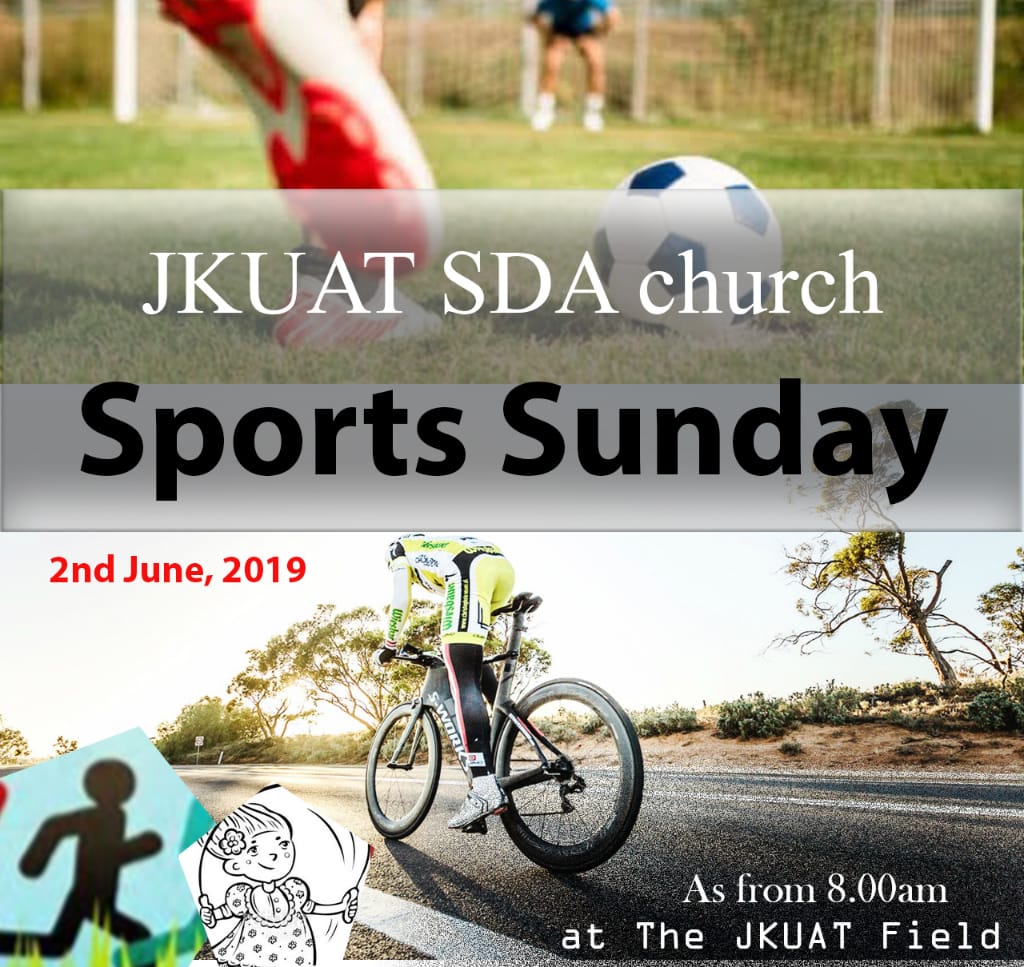 JKUAT SDA church
Sports Sunday
2nd June, 2019
As from 8.00am
at The JKUAT Field